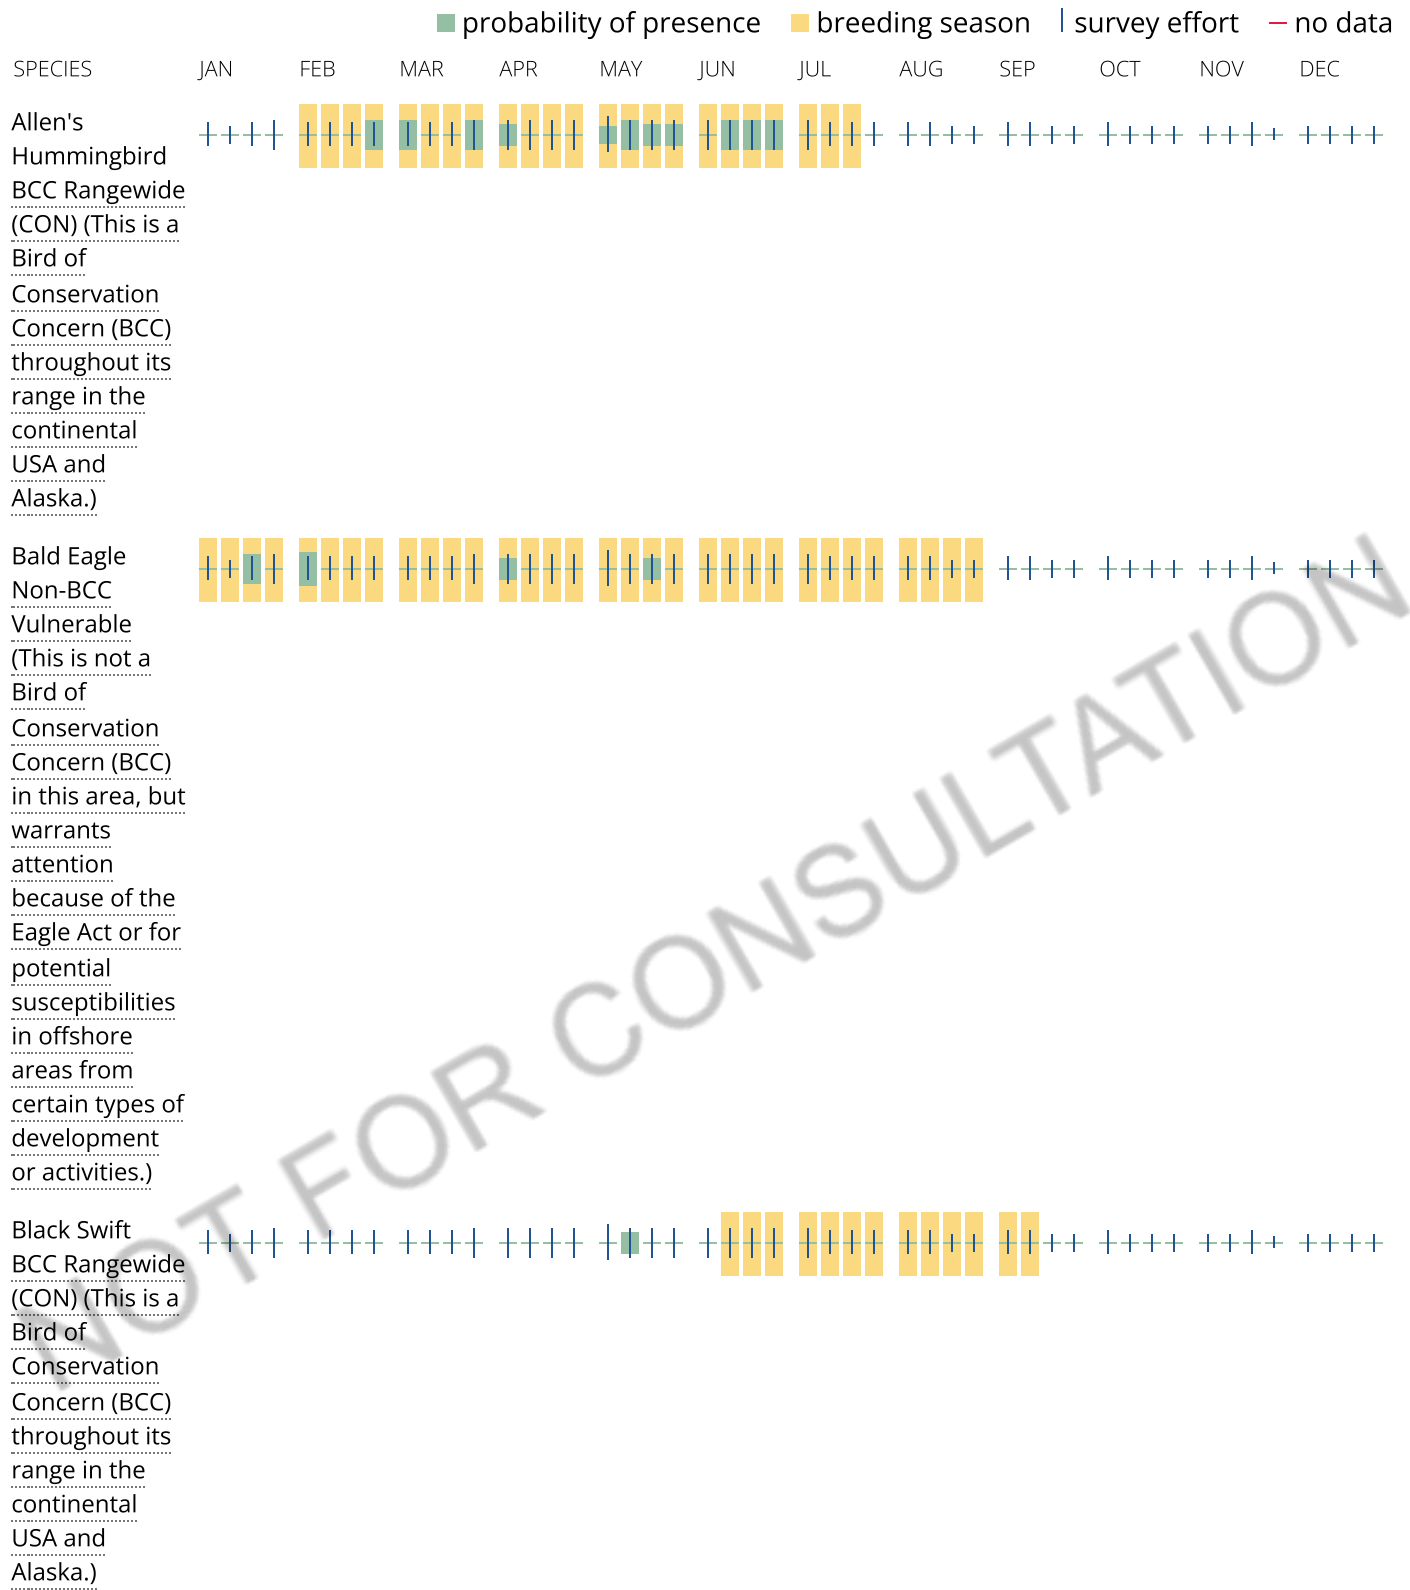 probability of presence breeding season survey effort no data
SPECIES JAN FEB MAR APR MAY JUN JUL AUG SEP OCT NOV DEC
Allen's
Hummingbird
BCC Rangewide
(CON) (This is a
Bird of
Conservation
Concern (BCC)
throughout its
range in the
continental
USA and
Alaska.)
Bald Eagle
Non-BCC
Vulnerable
(This is not a
Bird of
Conservation
Concern (BCC)
in this area, but
warrants
attention
because of the
Eagle Act or for
potential
susceptibilities
in offshore
areas from
certain types of
development
or activities.)
Black Swift
BCC Rangewide
(CON) (This is a
Bird of
Conservation
Concern (BCC)
throughout its
range in the
continental
USA and
Alaska.)
NOT FOR CONSULTATION